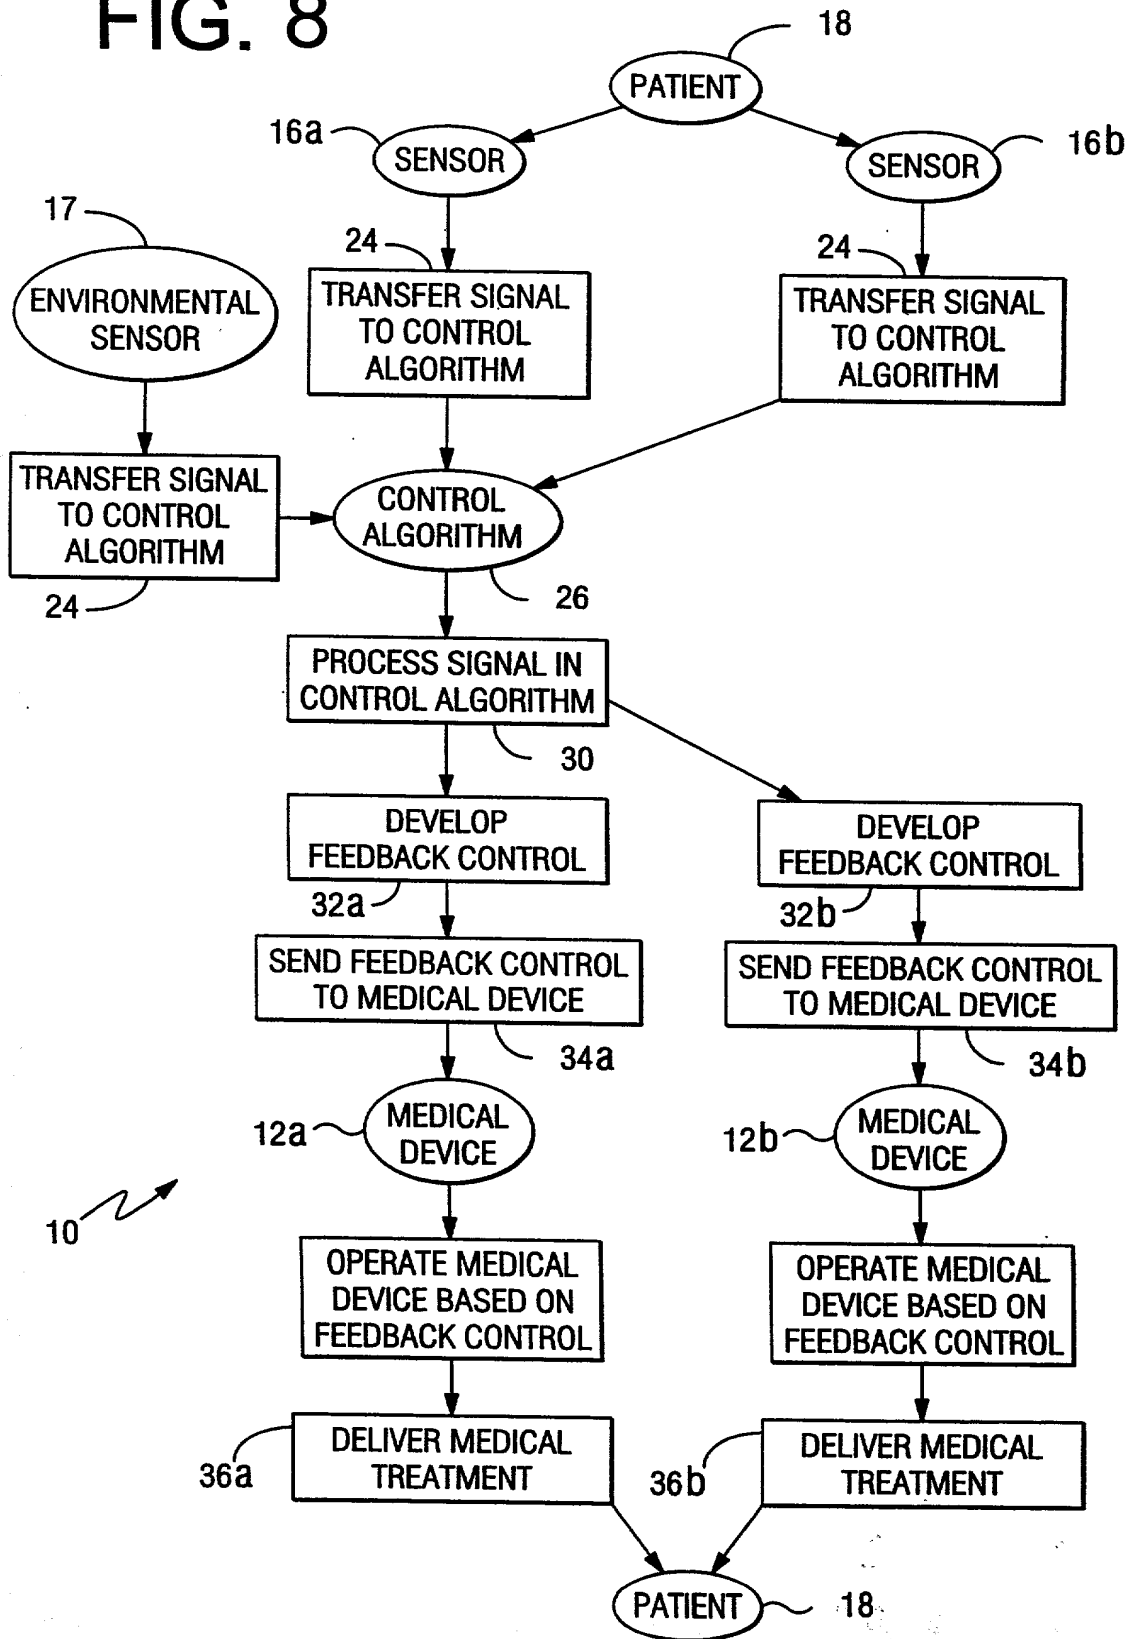 FIG. 8
18
PATIENT
16a
SENSOR
16b
SENSOR
17
ENVIRONMENTAL
SENSOR
24
TRANSFER SIGNAL
TO CONTROL
ALGORITHM
24
TRANSFER SIGNAL
TO CONTROL
ALGORITHM
TRANSFER SIGNAL
TO CONTROL
ALGORITHM
24
CONTROL
ALGORITHM
26
PROCESS SIGNAL IN
CONTROL ALGORITHM
30
DEVELOP
FEEDBACK CONTROL
32a
DEVELOP
FEEDBACK CONTROL
32b
SEND FEEDBACK CONTROL
TO MEDICAL DEVICE
34a
SEND FEEDBACK CONTROL
TO MEDICAL DEVICE
34b
12a
MEDICAL
DEVICE
12b
MEDICAL
DEVICE
10
OPERATE MEDICAL
DEVICE BASED ON
FEEDBACK CONTROL
OPERATE MEDICAL
DEVICE BASED ON
FEEDBACK CONTROL
36a
DELIVER MEDICAL
TREATMENT
36b
DELIVER MEDICAL
TREATMENT
PATIENT
18